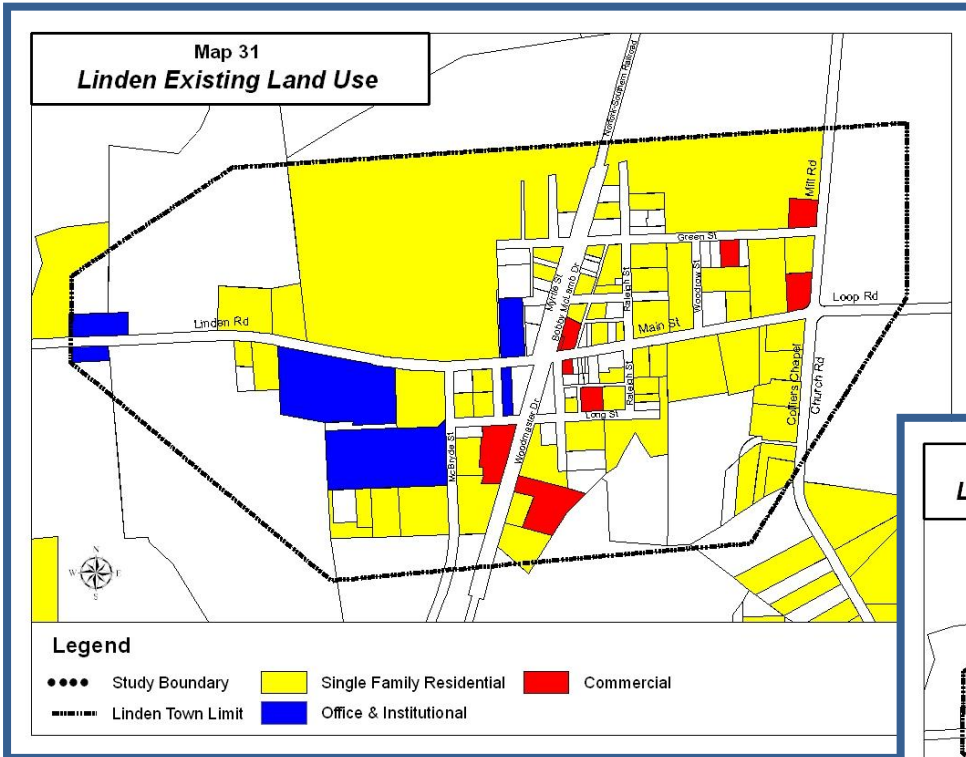 Map 31
Linden Existing Land Use
Norfolk-Southern Railroad
Mill Rd
Green St
Myrtle St
Bobby McLamb Dr
Raleigh St
Woodrow St
Loop Rd
Linden Rd
Main St
Raleigh St
Colliers Chapel
Church Rd
Long St
McBryde St
Woodmaster Dr
N
W E
S
L
Legend
Study Boundary Single Family Residential Commercial
Linden Town Limit Office & Institutional